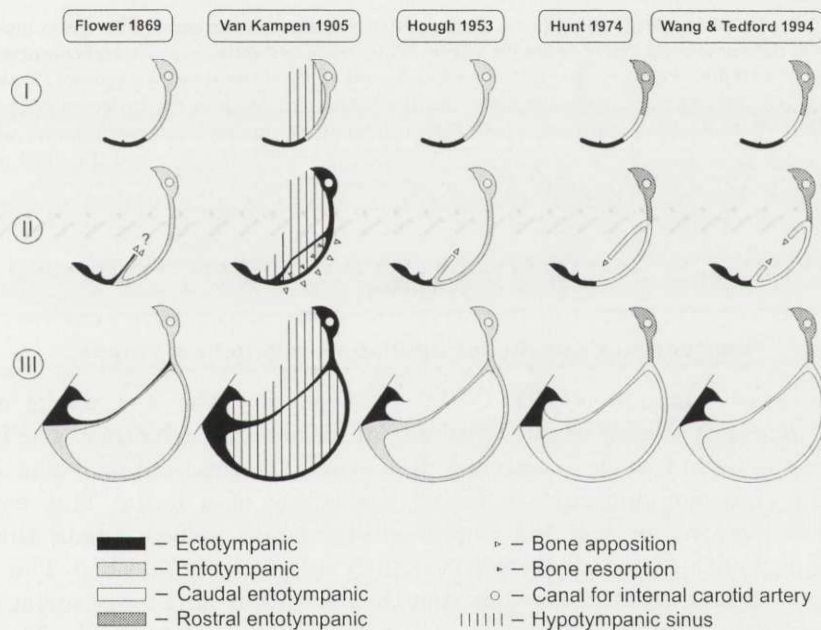 Flower 1869 Van Kampen 1905 Hough 1953 Hunt 1974 Wang & Tedford 1994
I
II
?
III
– Ectotympanic
– Entotympanic
– Caudal entotympanic
– Rostral entotympanic
– Bone apposition
– Bone resorption
– Canal for internal carotid artery
– Hypotympanic sinus